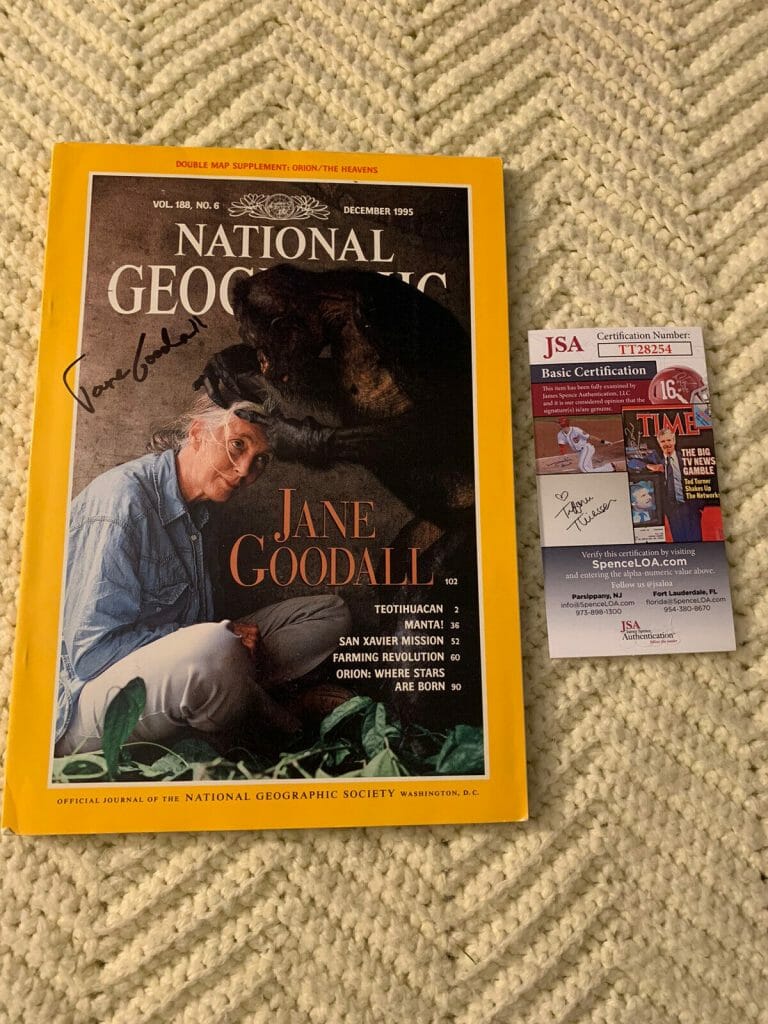 DOUBLE MAP SUPPLEMENT: ORION/THE HEAVENS
VOL. 188, NO. 6
DECEMBER 1995
NATIONAL
GEOGRAPHIC
Jane Goodall
JANE
GOODALL 102
TEOTIHUACAN 2
MANTA! 36
SAN XAVIER MISSION 52
FARMING REVOLUTION 60
ORION: WHERE STARS
ARE BORN 90
OFFICIAL JOURNAL OF THE NATIONAL GEOGRAPHIC SOCIETY WASHINGTON, D.C.
JSA
Certification Number:
TT28254
Basic Certification
This item has been fully examined by
James Spence Authentication, LLC
and it is our considered opinion that the
signature(s) is/are genuine.
16
TIME
THE BIG
TV NEWS
GAMBLE
Ted Turner
Shakes Up
The Networks
Tiffani
Thiessen
Verify this certification by visiting
SpenceLOA.com
and entering the alpha-numeric value above.
Follow us @jsaloa
Parsippany, NJ
info@SpenceLOA.com
973-898-1300
Fort Lauderdale, FL
florida@SpenceLOA.com
954-380-8670
JSA
James Spence
Authentication